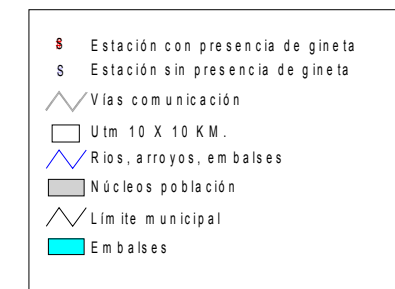 S Estación con presencia de gineta
S Estación sin presencia de gineta
Vías comunicación
Utm 10 X 10 KM.
Rios, arroyos, embalses
Núcleos población
Límite municipal
Embalses